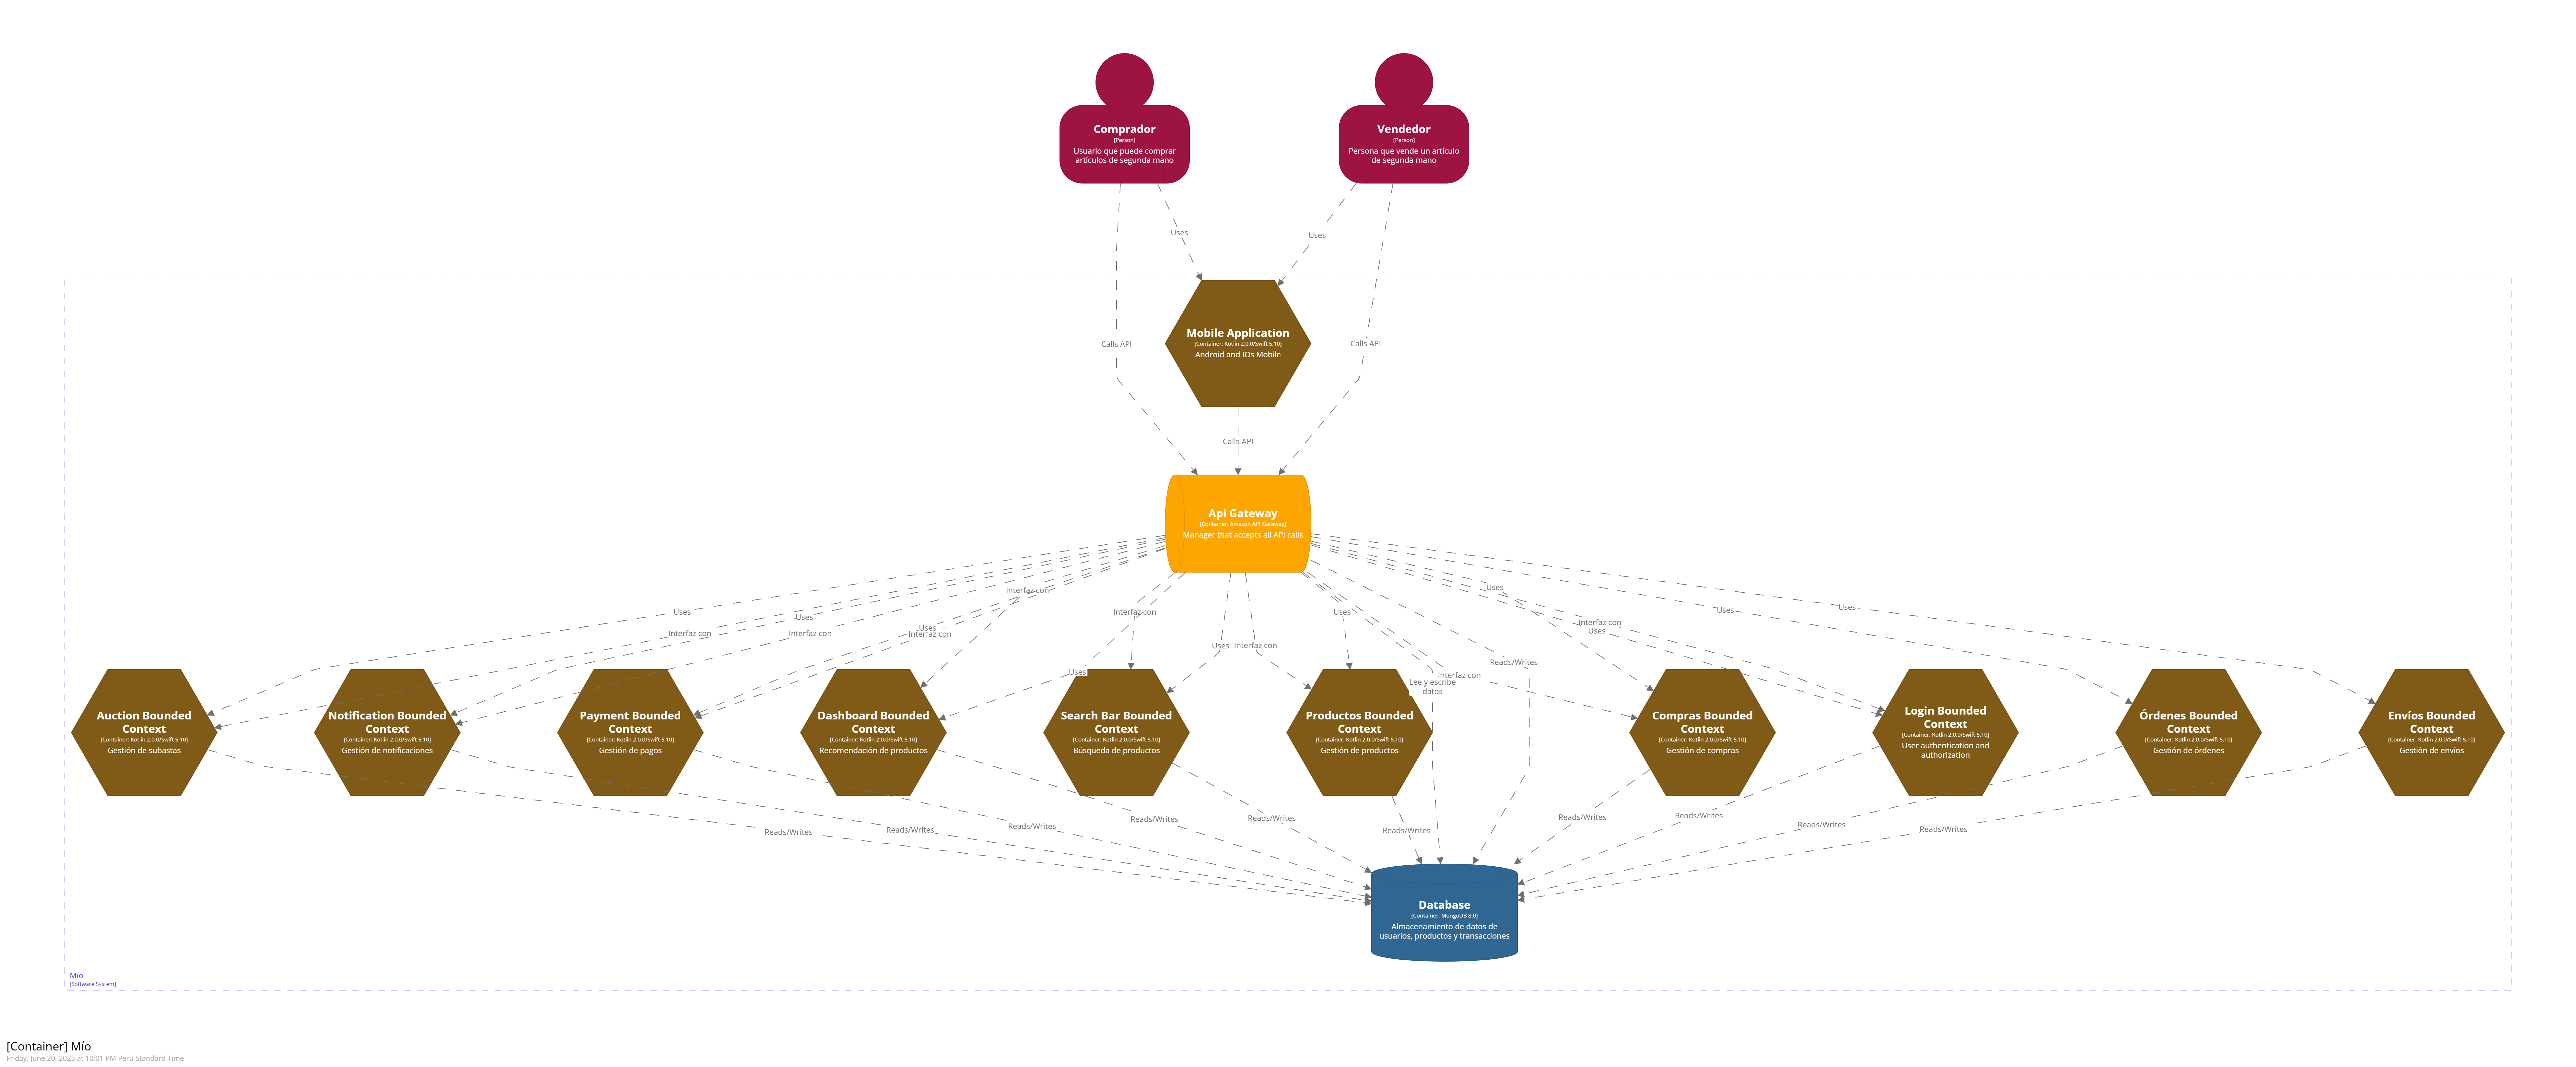 Comprador
[Person]
Usuario que puede comprar
artículos de segunda mano
Vendedor
[Person]
Persona que vende un artículo
de segunda mano
Uses
Uses
Calls API
Calls API
Mobile Application
[Container: Kotlin 2.0.0/Swift 5.10]
Android and IOs Mobile
Calls API
Api Gateway
[Container: Amazon API Gateway]
Manager that accepts all API calls
Uses
Interfaz con
Uses
Interfaz con
Uses
Interfaz con
Interfaz con
Uses
Interfaz con
Uses
Interfaz con
Uses
Lee y escribe
datos
Interfaz con
Reads/Writes
Uses
Interfaz con
Uses
Uses
Uses
Auction Bounded
Context
[Container: Kotlin 2.0.0/Swift 5.10]
Gestión de subastas
Notification Bounded
Context
[Container: Kotlin 2.0.0/Swift 5.10]
Gestión de notificaciones
Payment Bounded
Context
[Container: Kotlin 2.0.0/Swift 5.10]
Gestión de pagos
Dashboard Bounded
Context
[Container: Kotlin 2.0.0/Swift 5.10]
Recomendación de productos
Search Bar Bounded
Context
[Container: Kotlin 2.0.0/Swift 5.10]
Búsqueda de productos
Productos Bounded
Context
[Container: Kotlin 2.0.0/Swift 5.10]
Gestión de productos
Compras Bounded
Context
[Container: Kotlin 2.0.0/Swift 5.10]
Gestión de compras
Login Bounded
Context
[Container: Kotlin 2.0.0/Swift 5.10]
User authentication and
authorization
Órdenes Bounded
Context
[Container: Kotlin 2.0.0/Swift 5.10]
Gestión de órdenes
Envíos Bounded
Context
[Container: Kotlin 2.0.0/Swift 5.10]
Gestión de envíos
Reads/Writes
Reads/Writes
Reads/Writes
Reads/Writes
Reads/Writes
Reads/Writes
Reads/Writes
Reads/Writes
Reads/Writes
Reads/Writes
Database
[Container: MongoDB 8.0]
Almacenamiento de datos de
usuarios, productos y transacciones
Mío
[Software System]
[Container] Mío
Friday, June 20, 2025 at 10:01 PM Peru Standard Time